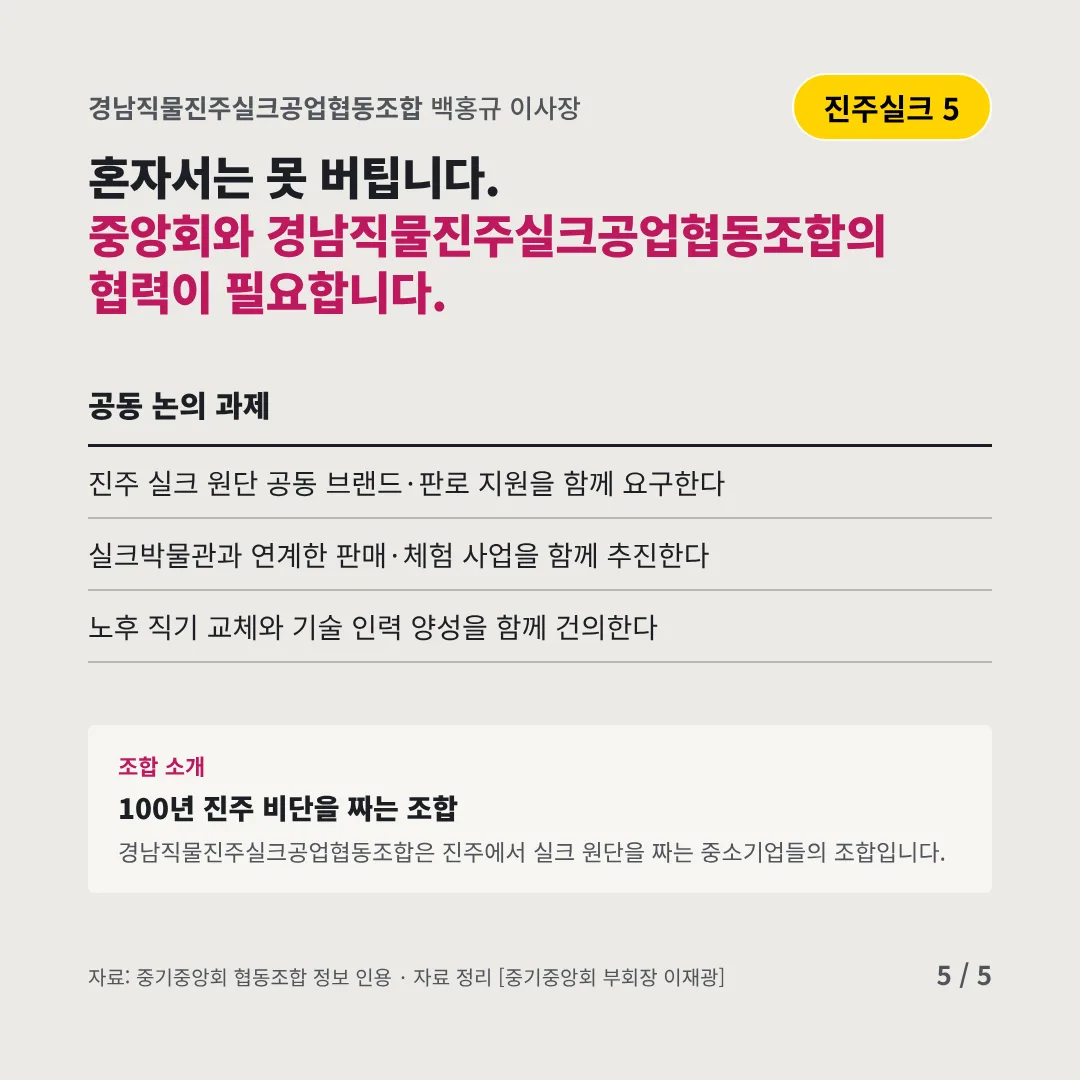 경남직물진주실크공업협동조합 백홍규 이사장
진주실크 5
혼자서는 못 버팁니다.
중앙회와 경남직물진주실크공업협동조합의
협력이 필요합니다.
공동 논의 과제
진주 실크 원단 공동 브랜드·판로 지원을 함께 요구한다
실크박물관과 연계한 판매·체험 사업을 함께 추진한다
노후 직기 교체와 기술 인력 양성을 함께 건의한다
조합 소개
100년 진주 비단을 짜는 조합
경남직물진주실크공업협동조합은 진주에서 실크 원단을 짜는 중소기업들의 조합입니다.
자료: 중기중앙회 협동조합 정보 인용 · 자료 정리 [중기중앙회 부회장 이재광]
5 / 5